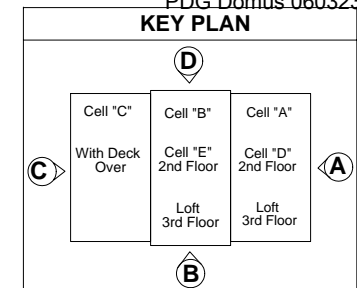 PDG Domus 060323
KEY PLAN
D
Cell "C"
With Deck
Over
Cell "B"
Cell "E"
2nd Floor
Loft
3rd Floor
Cell "A"
Cell "D"
2nd Floor
Loft
3rd Floor
C
A
B